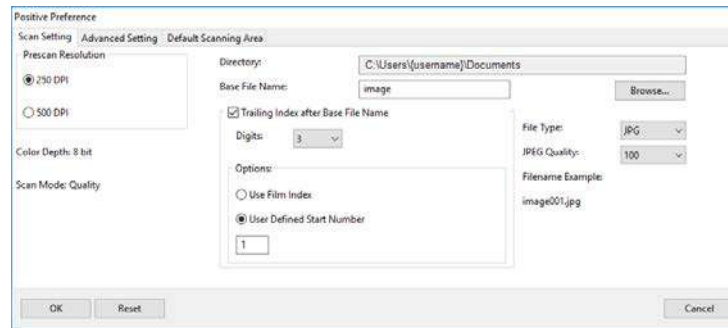 Positive Preference
Scan Setting Advanced Setting Default Scanning Area
Prescan Resolution
250 DPI
500 DPI
Color Depth: 8 bit
Scan Mode: Quality
Directory: C:\Users\{username}\Documents
Base File Name: image
Browse...
Trailing Index after Base File Name
Digits: 3
Options:
Use Film Index
User Defined Start Number
1
File Type: JPG
JPEG Quality: 100
Filename Example:
image001.jpg
OK Reset Cancel